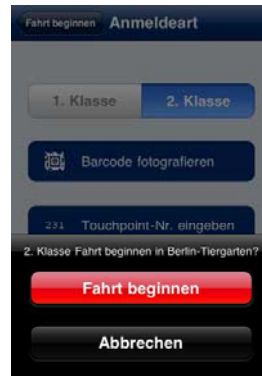 Fahrt beginnen Anmeldeart
1. Klasse 2. Klasse
Barcode fotografieren
231 Touchpoint-Nr. eingeben
2. Klasse Fahrt beginnen in Berlin-Tiergarten?
Fahrt beginnen
Abbrechen